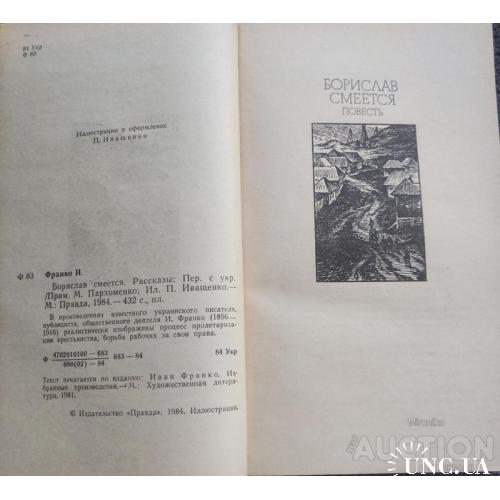 84 Укр
Ф 83
Иллюстрации и оформление
П. Иващенко
Ф 83
Франко И.
Борислав смеется. Рассказы: Пер. с укр.
/Прим. М. Пархоменко; Ил. П. Иващенко.—
М.: Правда, 1984.—432 с., ил.
В произведениях известного украинского писателя,
публициста, общественного деятеля И. Франко (1856—
1916) реалистически изображены процесс пролетариза-
ции крестьянства, борьба рабочих за свои права.
Ф 4702010100—683
080(02)—84
683—84
84 Укр
Текст печатается по изданию: Иван Франко. Из-
бранные произведения.—М.: Художественная литера-
тура, 1981.
© Издательство «Правда». 1984. Иллюстрации.
БОРИСЛАВ
СМЕЕТСЯ
ПОВЕСТЬ
AUCTION
UNC.UA